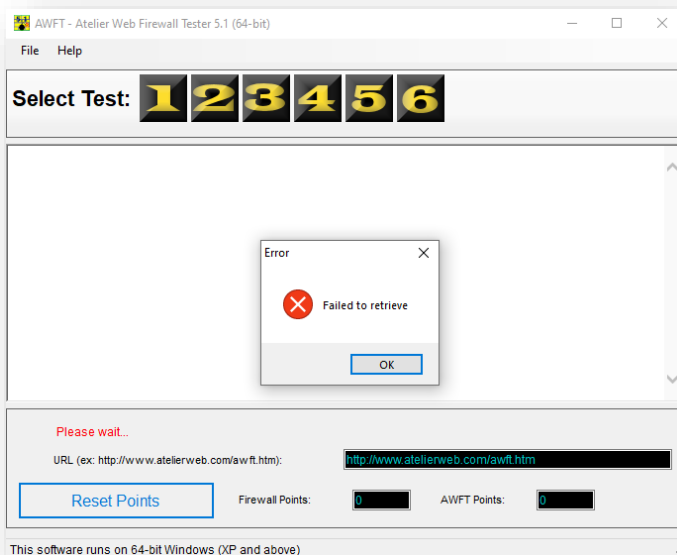 AWFT - Atelier Web Firewall Tester 5.1 (64-bit)
File Help
Select Test: 1 2 3 4 5 6
Error
Failed to retrieve
OK
Please wait...
URL (ex: http://www.atelierweb.com/awft.htm): http://www.atelierweb.com/awft.htm
Reset Points Firewall Points: 0 AWFT Points: 0
This software runs on 64-bit Windows (XP and above)